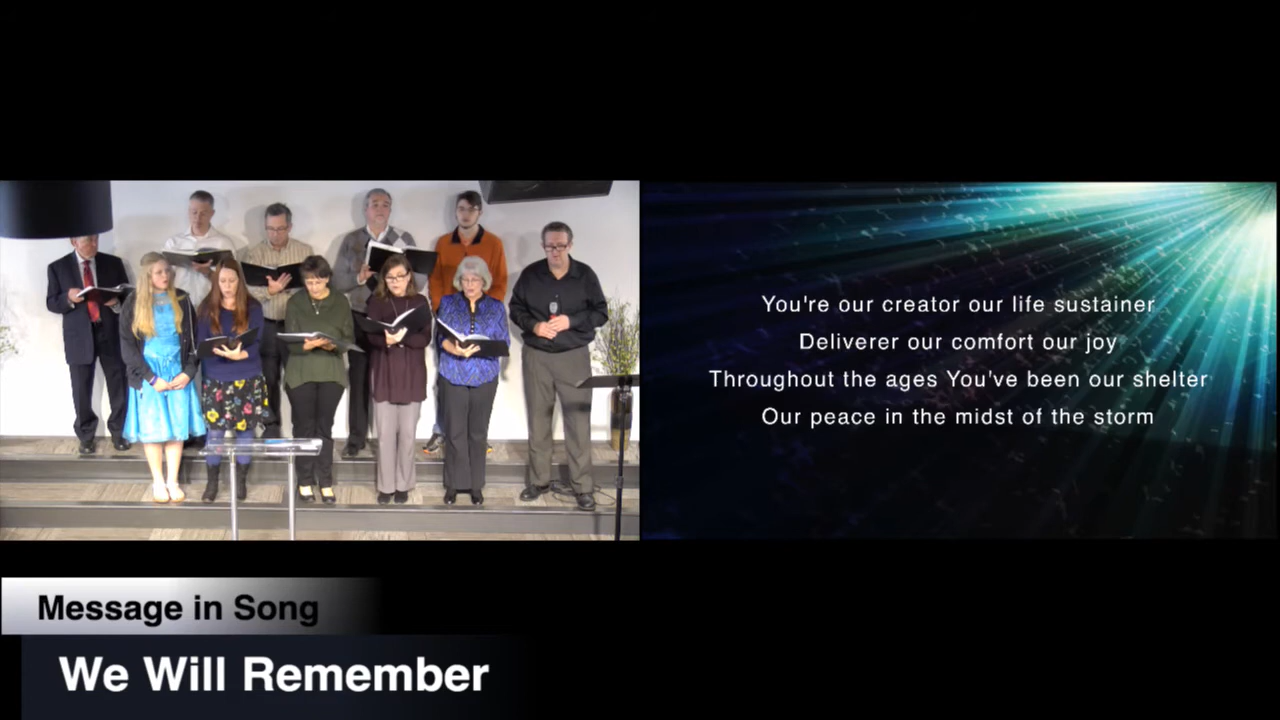 You're our creator our life sustainer
Deliverer our comfort our joy
Throughout the ages You've been our shelter
Our peace in the midst of the storm
Message in Song
We Will Remember